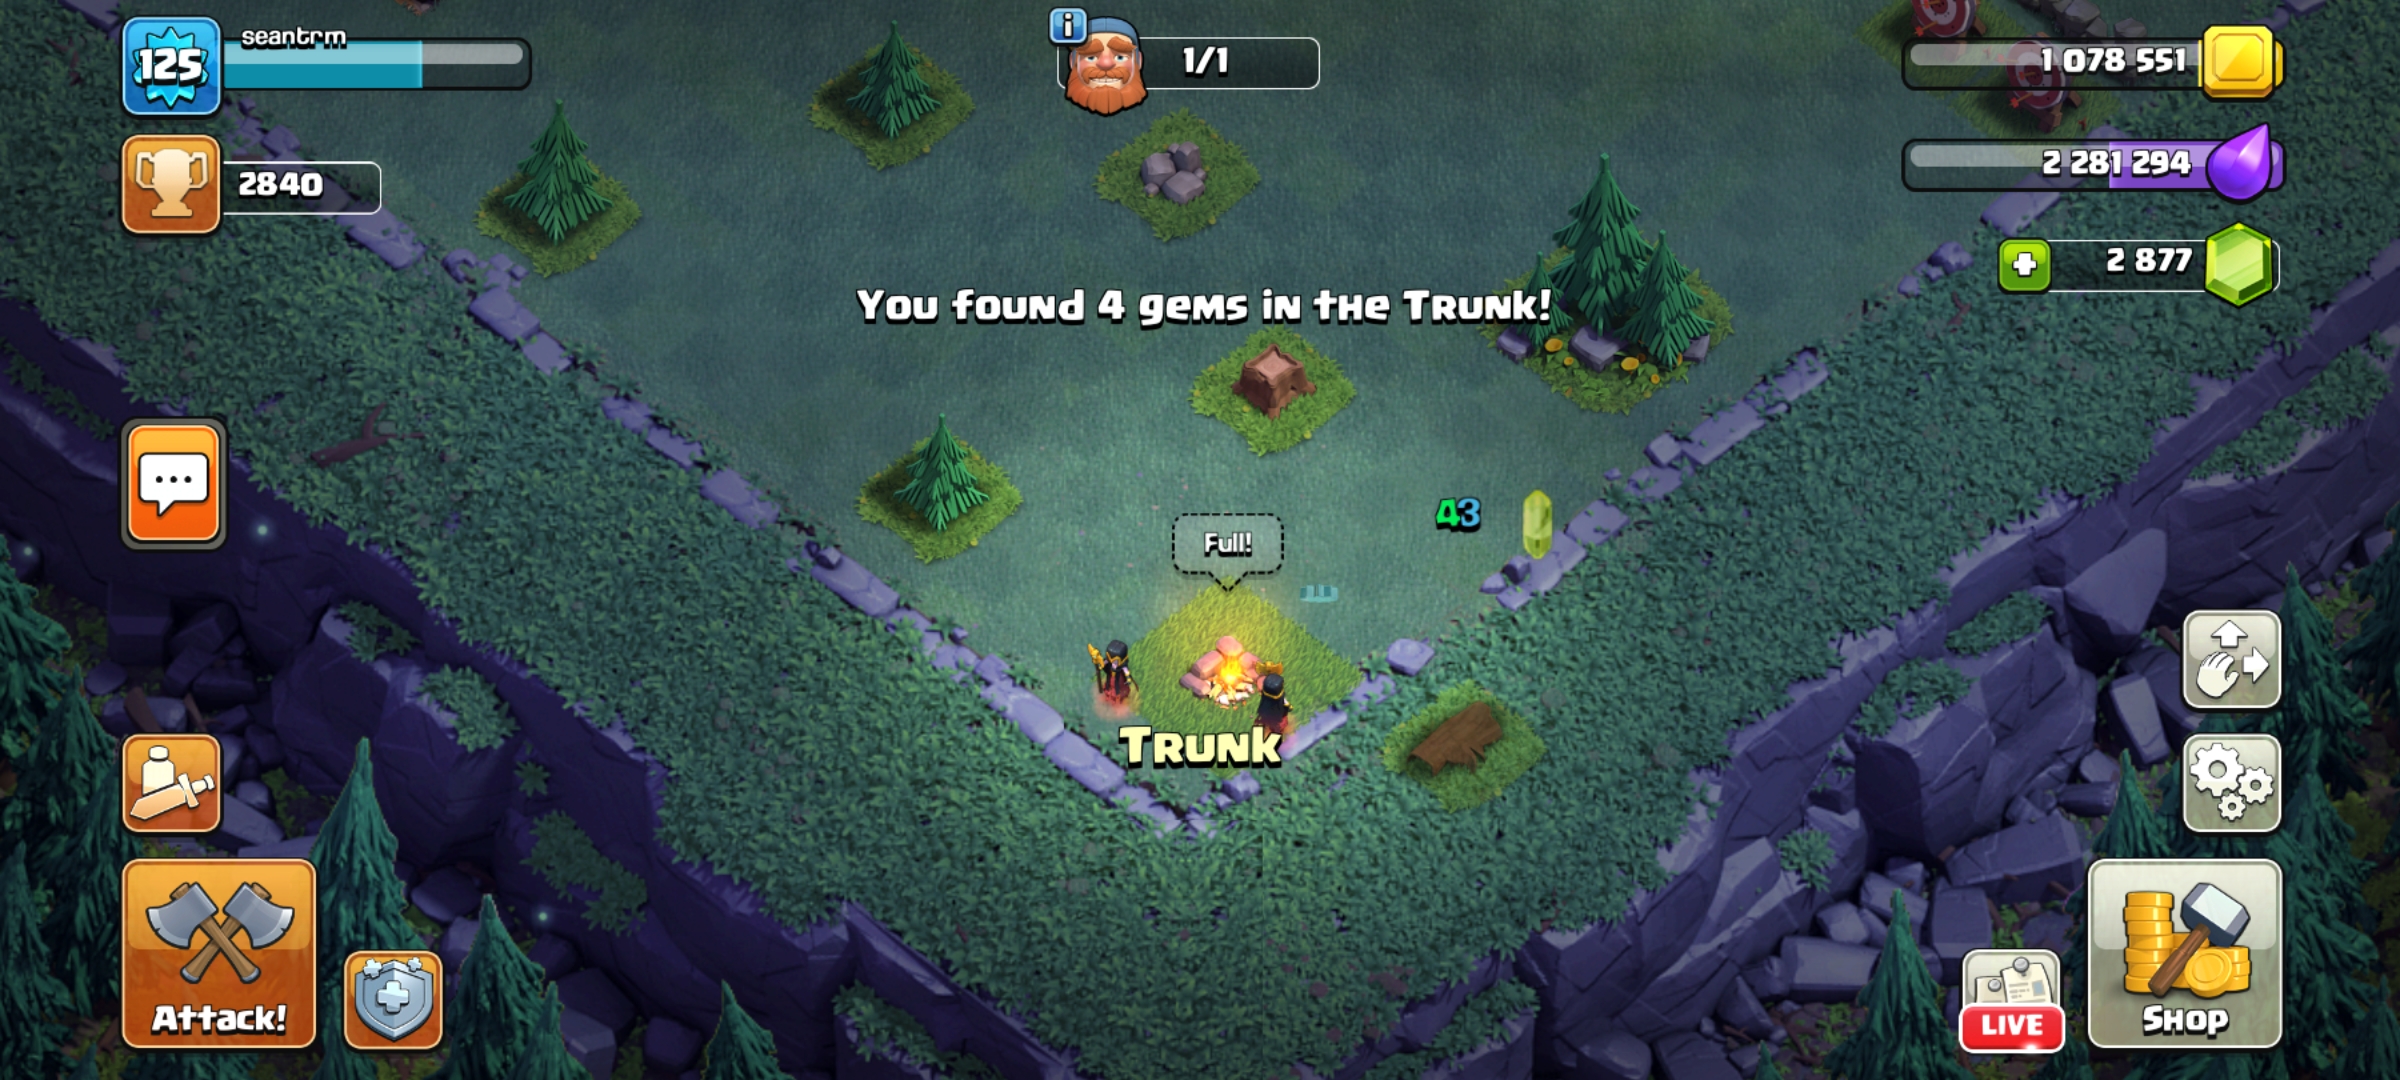 125
seantrm
i
1/1
1 078 551
2840
2 281 294
2 877
You found 4 gems in the Trunk!
43
Full!
Trunk
Attack!
LIVE
Shop